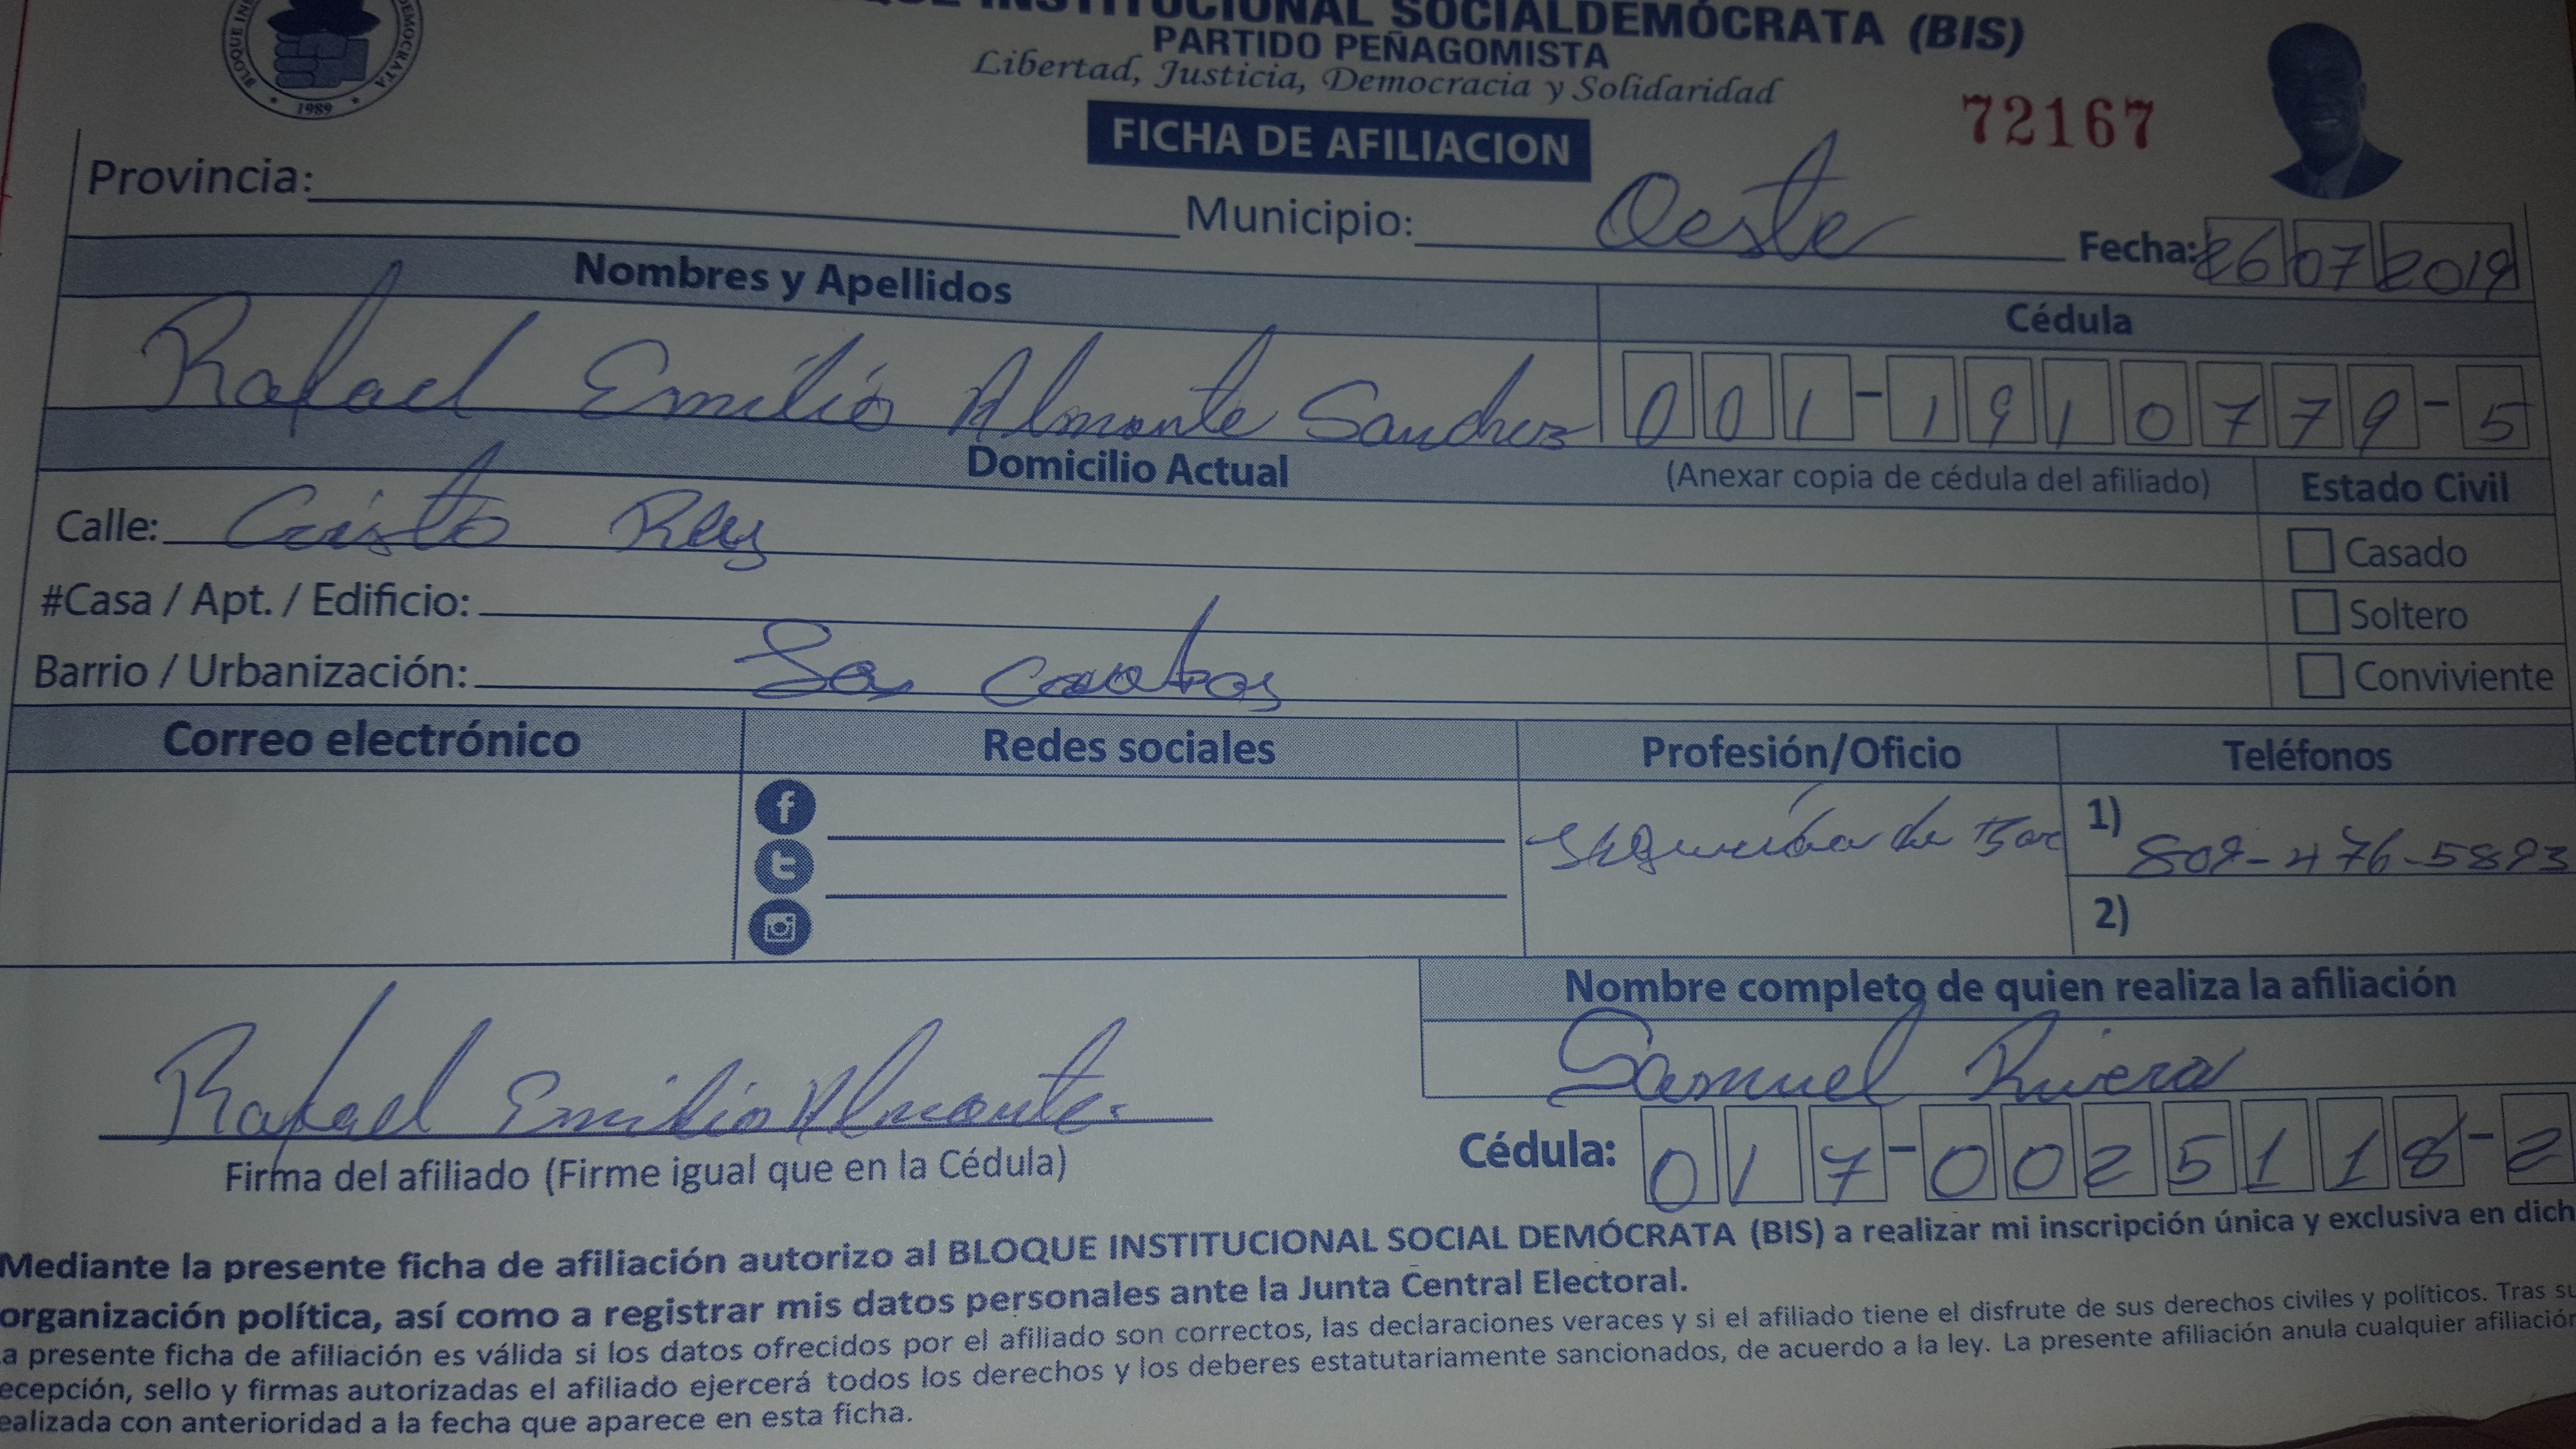 INSTITUCIONAL SOCIALDEMÓCRATA (BIS)
PARTIDO PEÑAGOMISTA
Libertad, Justicia, Democracia y Solidaridad
1989
72167
FICHA DE AFILIACION
Provincia:
Municipio: Oeste
Fecha: 26 07 2019
Nombres y Apellidos
Cédula
Rafael Emilio Almonte Sanchez
001-1910779-5
Domicilio Actual
(Anexar copia de cédula del afiliado)
Estado Civil
Calle: Cristo Rey
Casado
#Casa / Apt. / Edificio:
Soltero
Barrio / Urbanización:
Conviviente
Correo electrónico
Redes sociales
Profesión/Oficio
Teléfonos
1) 809-476-5893
2)
Nombre completo de quien realiza la afiliación
Samuel Rivera
Rafael Emilio Almonte
Cédula: 017-0025118-2
Firma del afiliado (Firme igual que en la Cédula)
Mediante la presente ficha de afiliación autorizo al BLOQUE INSTITUCIONAL SOCIAL DEMÓCRATA (BIS) a realizar mi inscripción única y exclusiva en dich
organización política, así como a registrar mis datos personales ante la Junta Central Electoral.
a presente ficha de afiliación es válida si los datos ofrecidos por el afiliado son correctos, las declaraciones veraces y si el afiliado tiene el disfrute de sus derechos civiles y políticos. Tras su
ecepción, sello y firmas autorizadas el afiliado ejercerá todos los derechos y los deberes estatutariamente sancionados, de acuerdo a la ley. La presente afiliación anula cualquier afiliación
ealizada con anterioridad a la fecha que aparece en esta ficha.